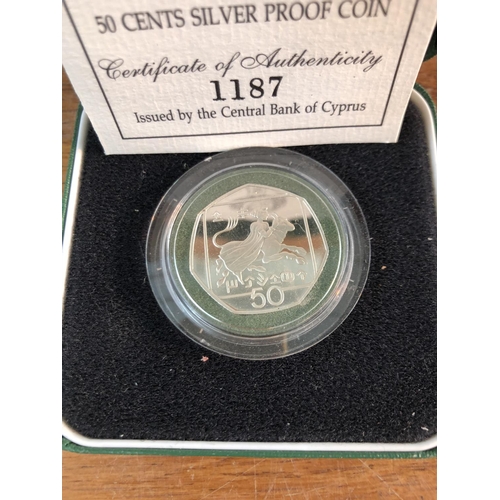 50 CENTS SILVER PROOF COIN
Certificate of Authenticity
1187
Issued by the Central Bank of Cyprus
50